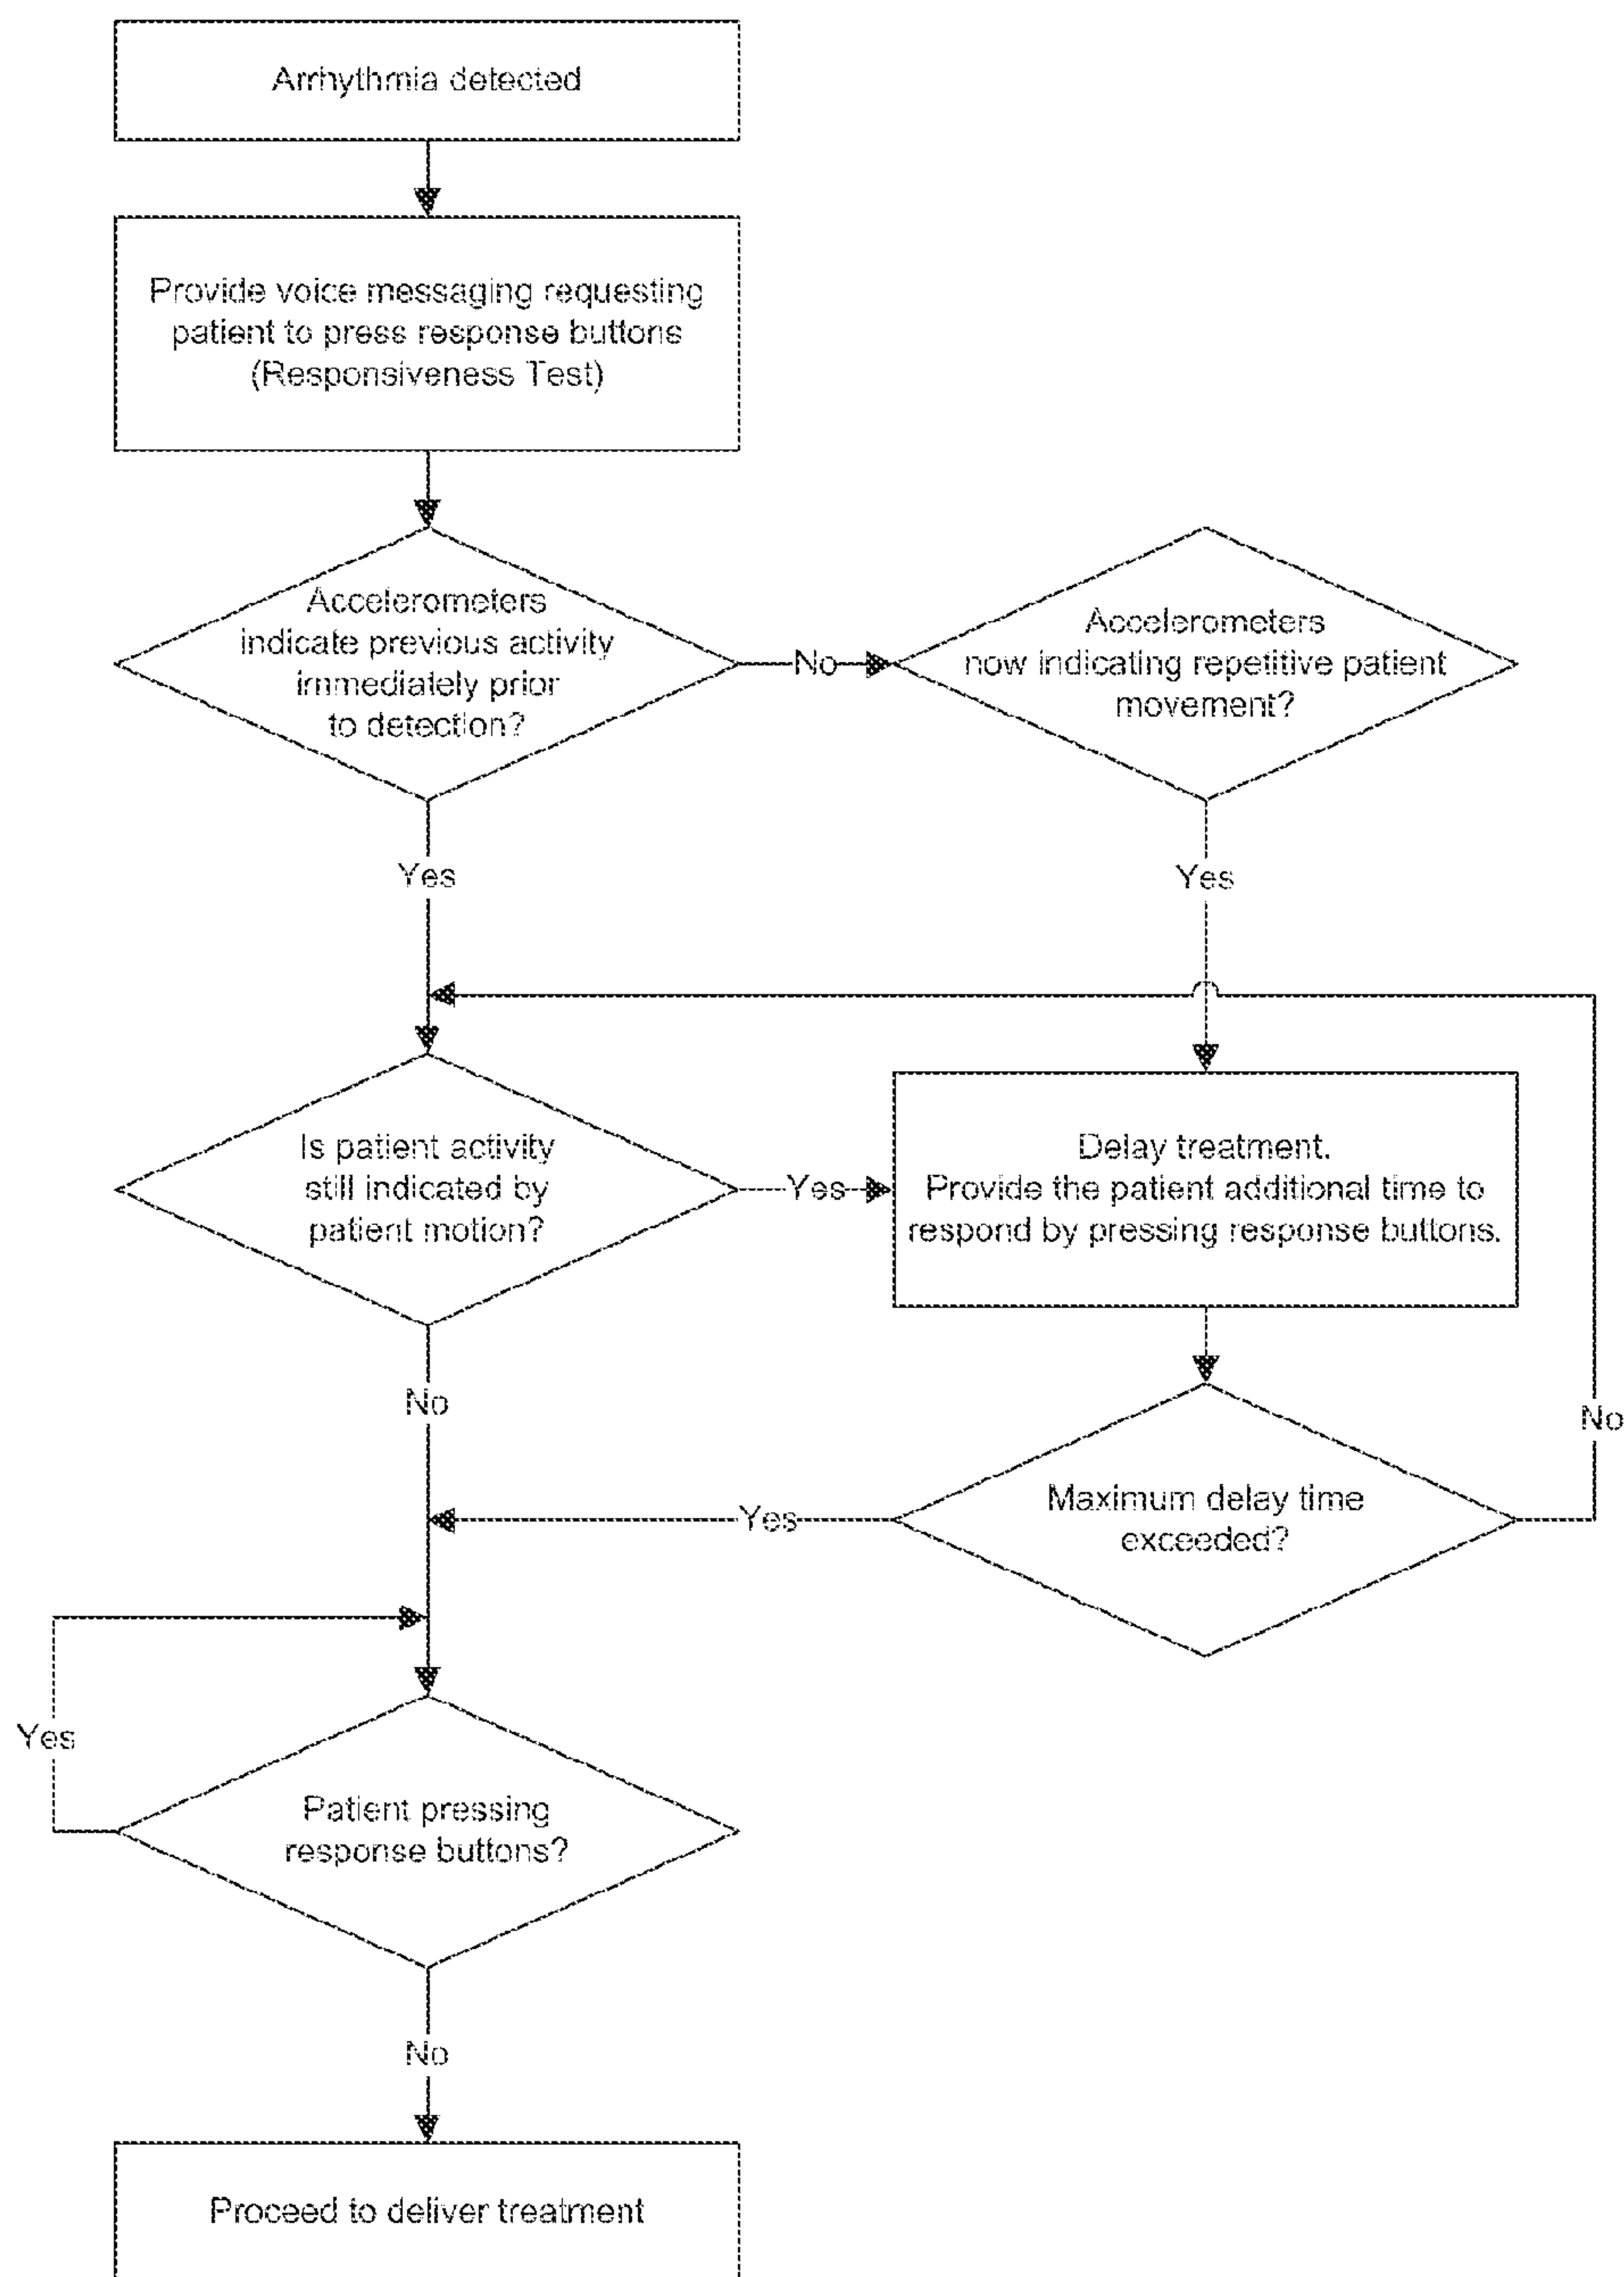 Arrhythmia detected
Provide voice messaging requesting
patient to press response buttons
(Responsiveness Test)
Accelerometers
indicate previous activity
immediately prior
to detection?
No
Accelerometers
now indicating repetitive patient
movement?
Yes
Yes
Is patient activity
still indicated by
patient motion?
Yes
Delay treatment.
Provide the patient additional time to
respond by pressing response buttons.
No
No
Maximum delay time
exceeded?
Yes
Yes
Patient pressing
response buttons?
No
Proceed to deliver treatment